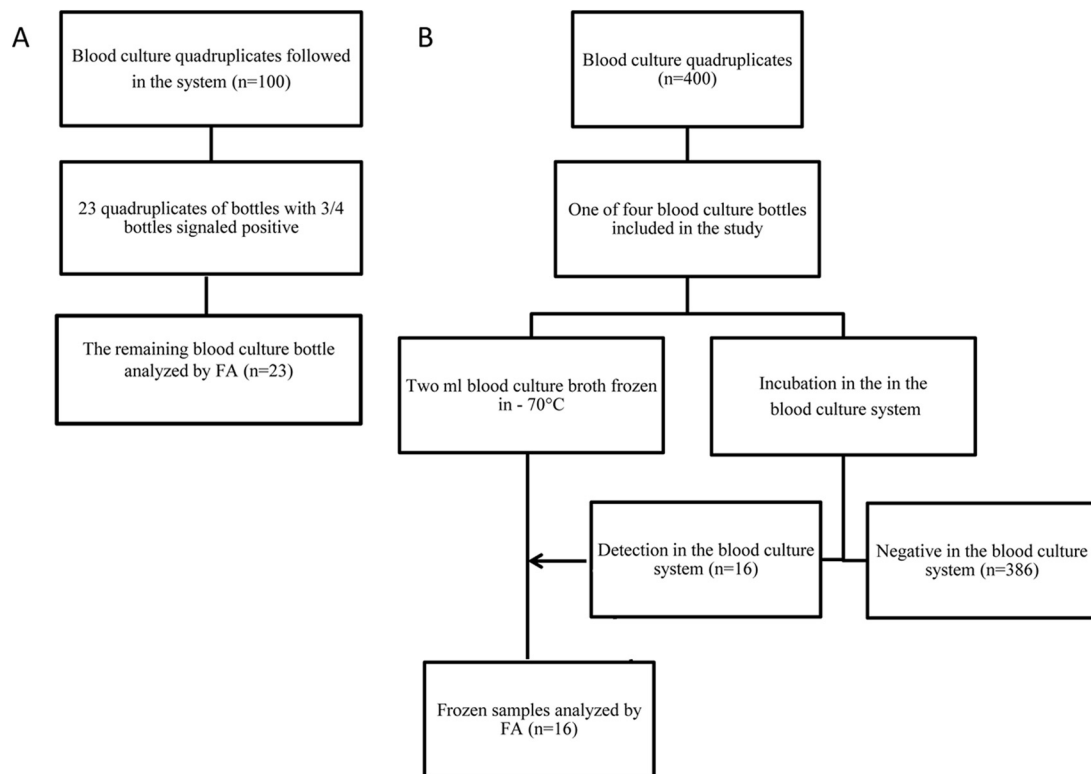 A
Blood culture quadruplicates followed
in the system (n=100)
23 quadruplicates of bottles with 3/4
bottles signaled positive
The remaining blood culture bottle
analyzed by FA (n=23)
B
Blood culture quadruplicates
(n=400)
One of four blood culture bottles
included in the study
Two ml blood culture broth frozen
in - 70°C
Incubation in the in the
blood culture system
Detection in the blood culture
system (n=16)
Negative in the blood culture
system (n=386)
Frozen samples analyzed by
FA (n=16)